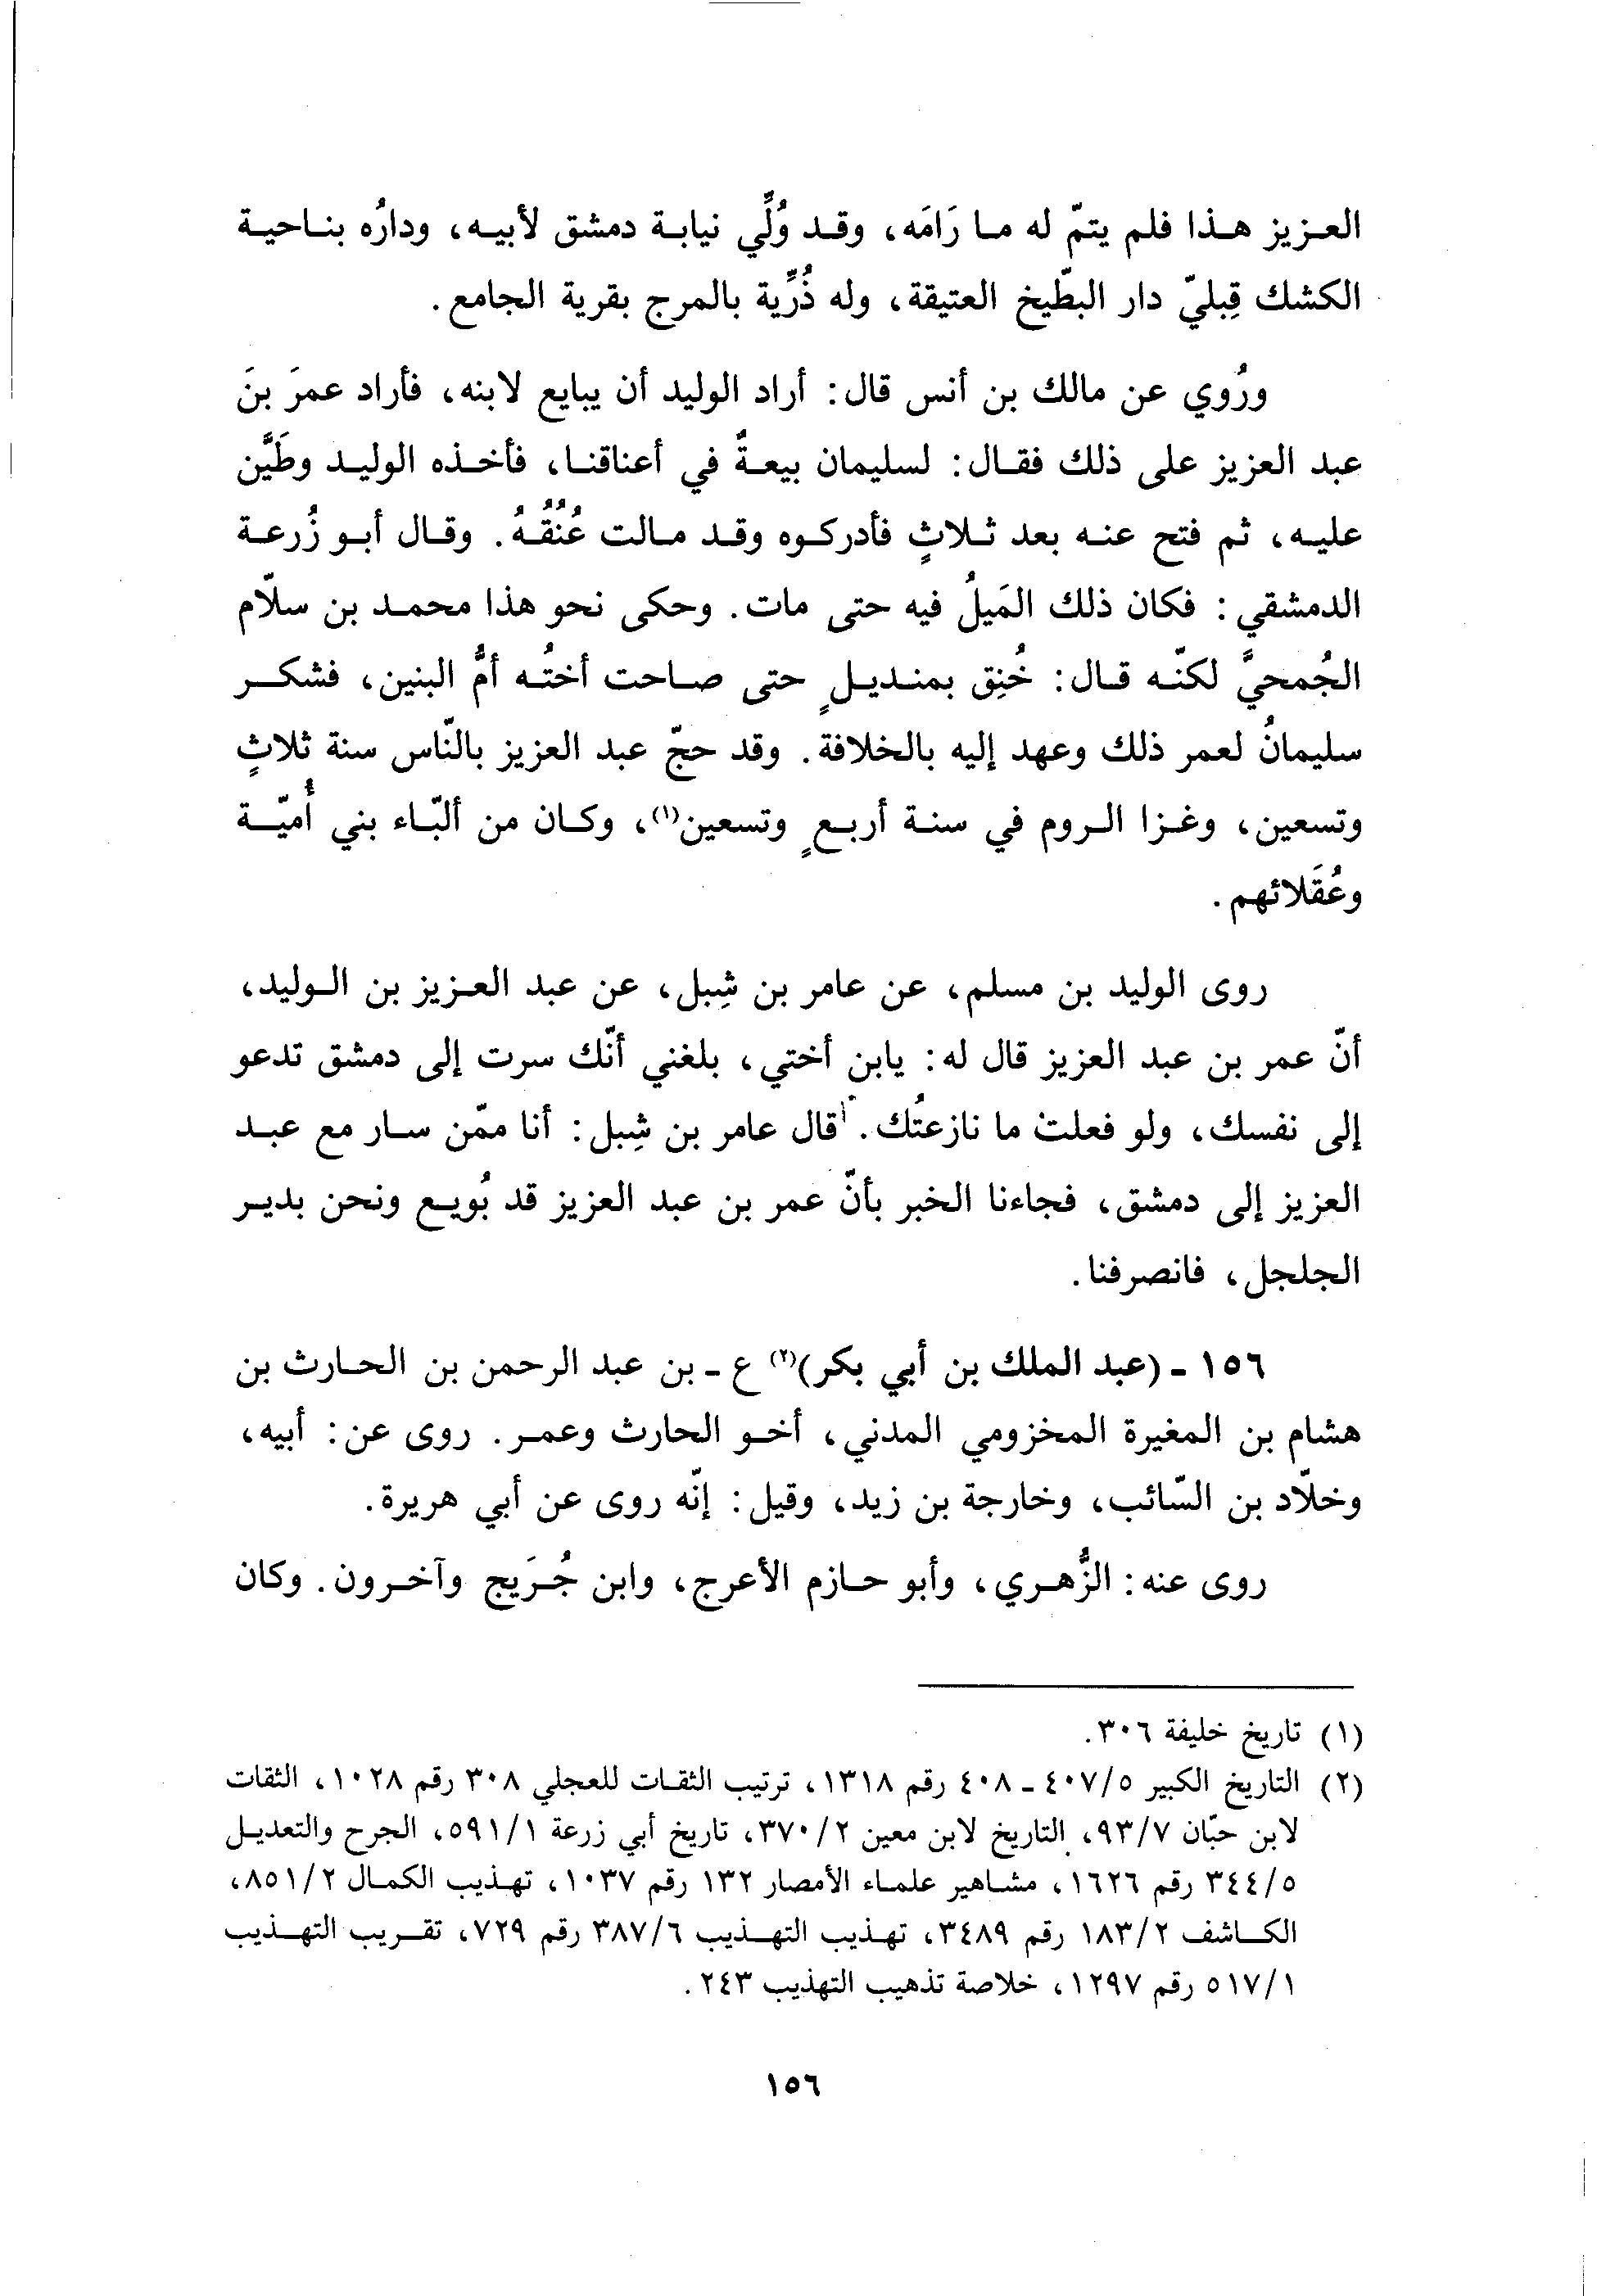 العزيز هذا فلم يتمّ له ما رَامَه، وقد وُلِّي نيابة دمشق لأبيه، ودارُه بناحية
الكشك قِبليّ دار البطّيخ العتيقة، وله ذُرِّية بالمرج بقرية الجامع.
ورُوي عن مالك بن أنس قال: أراد الوليد أن يبايع لابنه، فأراد عمرَ بنَ
عبد العزيز على ذلك فقال: لسليمان بيعةٌ في أعناقنا، فأخذه الوليد وطَيَّن
عليه، ثم فتح عنه بعد ثلاثٍ فأدركوه وقد مالت عُنُقُهُ. وقال أبو زُرعة
الدمشقي: فكان ذلك المَيلُ فيه حتى مات. وحكى نحو هذا محمد بن سلّام
الجُمحيّ لكنّه قال: خُنِق بمنديلٍ حتى صاحت أختُه أمُّ البنين، فشكر
سليمانُ لعمر ذلك وعهد إليه بالخلافة. وقد حجّ عبد العزيز بالنّاس سنة ثلاثٍ
وتسعين، وغزا الروم في سنة أربعٍ وتسعين(١)، وكان من ألبّاء بني أُميّة
وعُقَلائهم.
روى الوليد بن مسلم، عن عامر بن شِبل، عن عبد العزيز بن الوليد،
أنّ عمر بن عبد العزيز قال له: يابن أختي، بلغني أنّك سرت إلى دمشق تدعو
إلى نفسك، ولو فعلت ما نازعتُك. قال عامر بن شِبل: أنا ممّن سار مع عبد
العزيز إلى دمشق، فجاءنا الخبر بأنّ عمر بن عبد العزيز قد بُويع ونحن بدير
الجلجل، فانصرفنا.
١٥٦ - (عبد الملك بن أبي بكر)(٢) ع - بن عبد الرحمن بن الحارث بن
هشام بن المغيرة المخزومي المدني، أخو الحارث وعمر. روى عن: أبيه،
وخلّاد بن السّائب، وخارجة بن زيد، وقيل: إنّه روى عن أبي هريرة.
روى عنه: الزُّهري، وأبو حازم الأعرج، وابن جُرَيج وآخرون. وكان
(١) تاريخ خليفة ٣٠٦.
(٢) التاريخ الكبير ٤٠٧/٥ - ٤٠٨ رقم ١٣١٨، ترتيب الثقات للعجلي ٣٠٨ رقم ١٠٢٨، الثقات
لابن حبّان ٩٣/٧، التاريخ لابن معين ٣٧٠/٢، تاريخ أبي زرعة ٥٩١/١، الجرح والتعديل
٣٤٤/٥ رقم ١٦٢٦، مشاهير علماء الأمصار ١٣٢ رقم ١٠٣٧، تهذيب الكمال ٨٥١/٢،
الكاشف ١٨٣/٢ رقم ٣٤٨٩، تهذيب التهذيب ٣٨٧/٦ رقم ٧٢٩، تقريب التهذيب
٥١٧/١ رقم ١٢٩٧، خلاصة تذهيب التهذيب ٢٤٣.
١٥٦